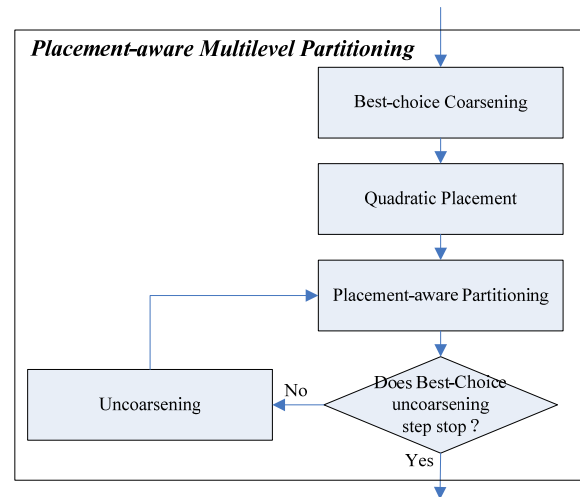 Placement-aware Multilevel Partitioning
Best-choice Coarsening
Quadratic Placement
Placement-aware Partitioning
Does Best-Choice
uncoarsening
step stop ?
No
Uncoarsening
Yes